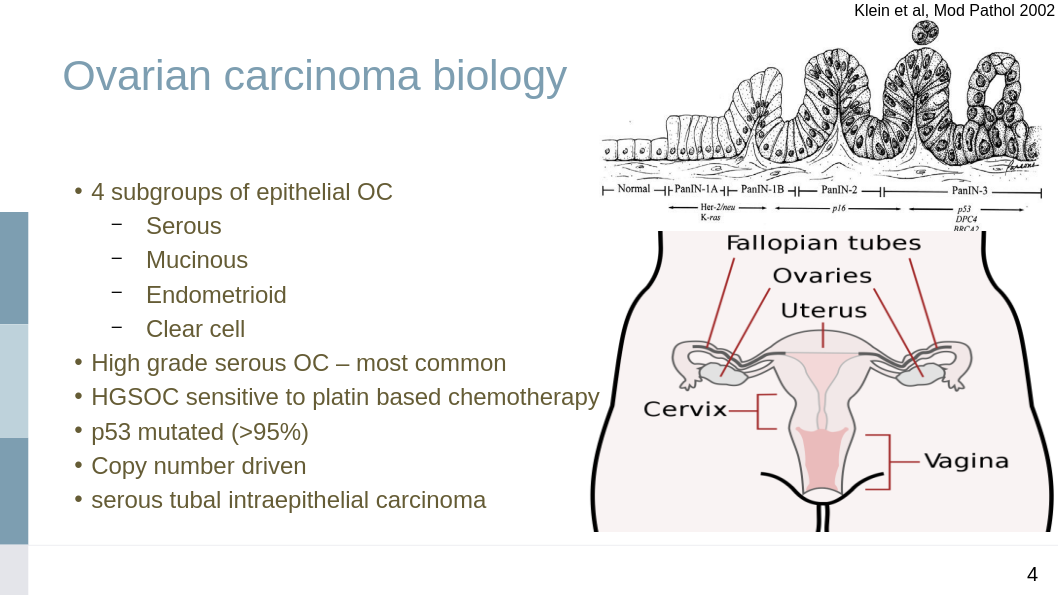 Klein et al, Mod Pathol 2002
Ovarian carcinoma biology
• 4 subgroups of epithelial OC
– Serous
– Mucinous
– Endometrioid
– Clear cell
• High grade serous OC – most common
• HGSOC sensitive to platin based chemotherapy
• p53 mutated (>95%)
• Copy number driven
• serous tubal intraepithelial carcinoma
Normal PanIN-1A PanIN-1B PanIN-2 PanIN-3
Her-2/neu p16 p53
K-ras DPC4
BRCA2
Fallopian tubes
Ovaries
Uterus
Cervix
Vagina
4